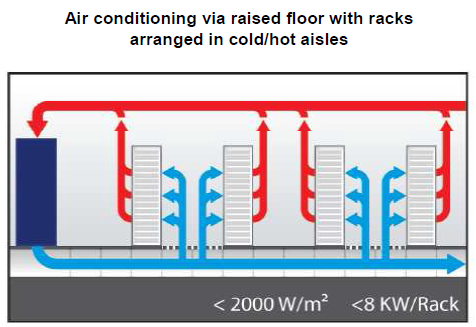 Air conditioning via raised floor with racks
arranged in cold/hot aisles
< 2000 W/m² <8 KW/Rack